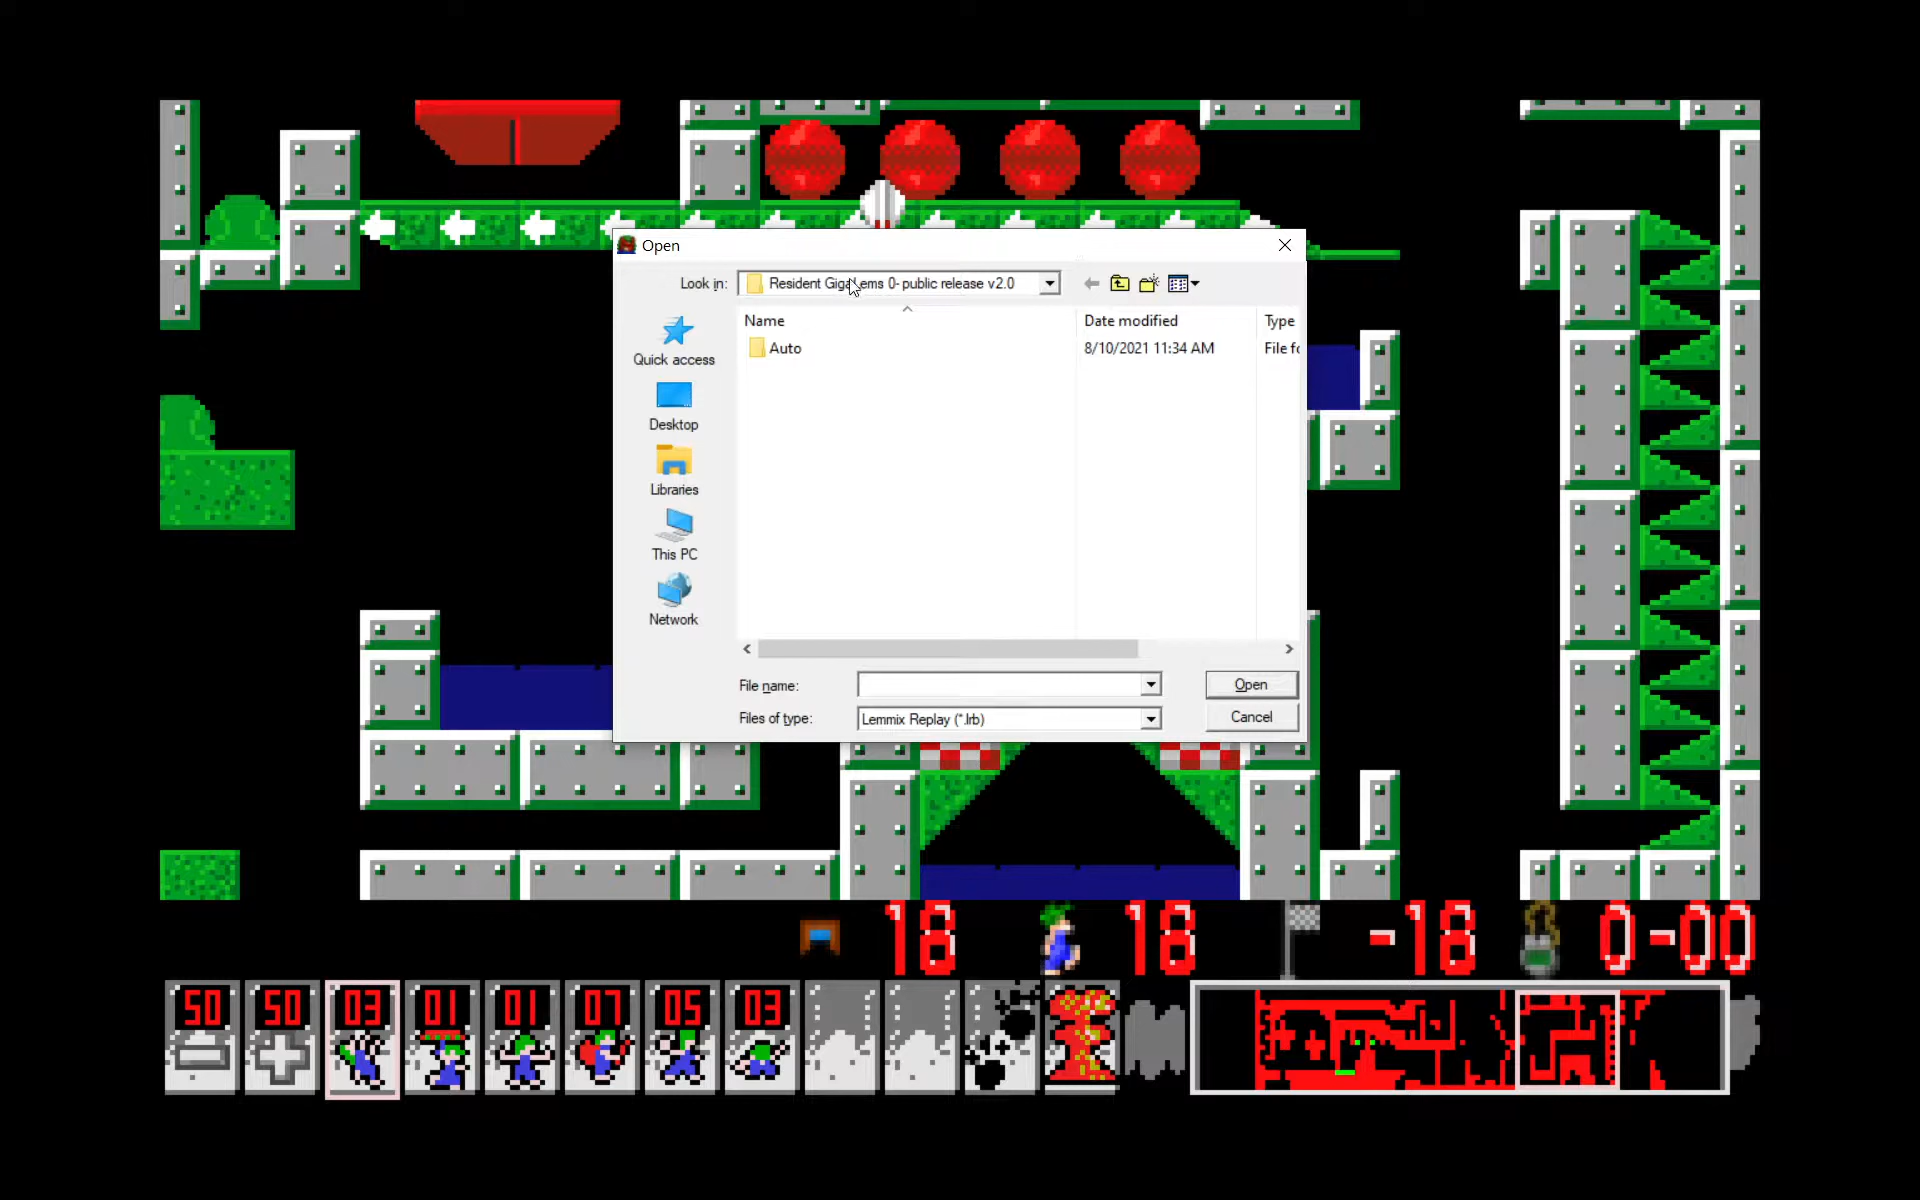 Open
Look in: Resident GigaLems 0- public release v2.0
Name Date modified Type
Auto 8/10/2021 11:34 AM File fo
Quick access
Desktop
Libraries
This PC
Network
File name: Open
Files of type: Lemmix Replay (*.lrb) Cancel
18 18 -18 0-00
50 50 03 01 01 07 05 03